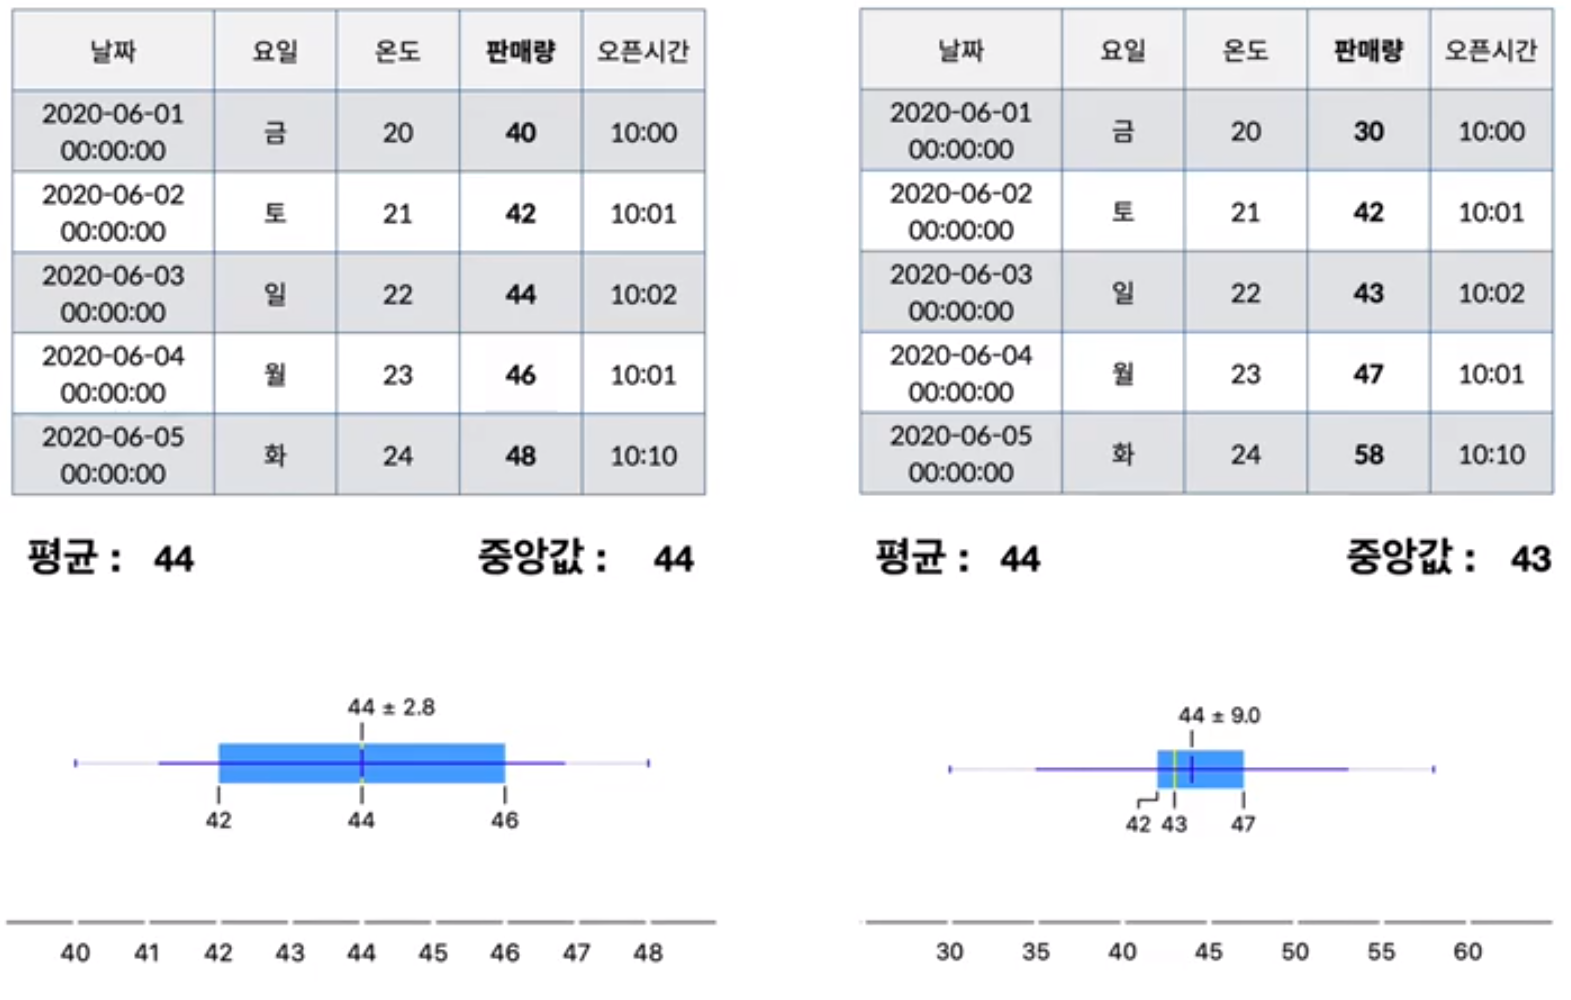 날짜 요일 온도 판매량 오픈시간
2020-06-01 00:00:00 금 20 40 10:00
2020-06-02 00:00:00 토 21 42 10:01
2020-06-03 00:00:00 일 22 44 10:02
2020-06-04 00:00:00 월 23 46 10:01
2020-06-05 00:00:00 화 24 48 10:10
평균 : 44 중앙값 : 44
44 ± 2.8
42 44 46
40 41 42 43 44 45 46 47 48
날짜 요일 온도 판매량 오픈시간
2020-06-01 00:00:00 금 20 30 10:00
2020-06-02 00:00:00 토 21 42 10:01
2020-06-03 00:00:00 일 22 43 10:02
2020-06-04 00:00:00 월 23 47 10:01
2020-06-05 00:00:00 화 24 58 10:10
평균 : 44 중앙값 : 43
44 ± 9.0
42 43 47
30 35 40 45 50 55 60